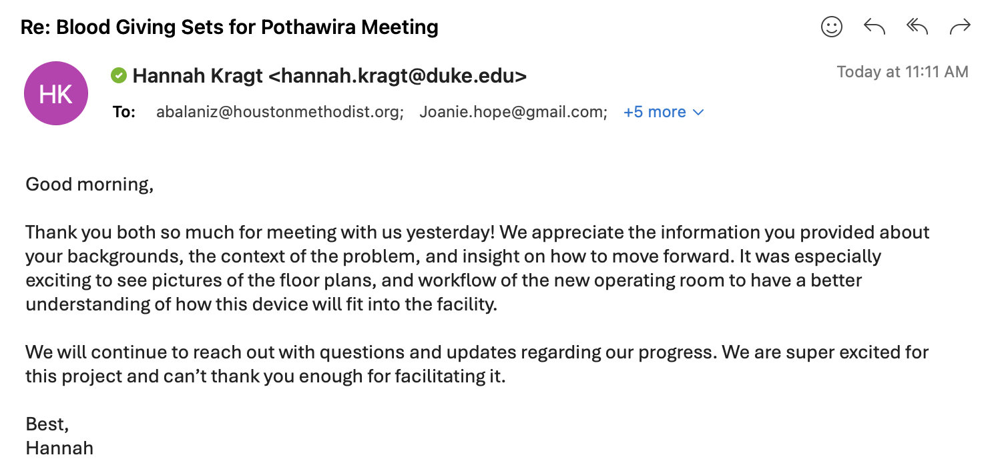 Re: Blood Giving Sets for Pothawira Meeting
HK
Hannah Kragt <hannah.kragt@duke.edu>
Today at 11:11 AM
To: abalaniz@houstonmethodist.org; Joanie.hope@gmail.com; +5 more
Good morning,
Thank you both so much for meeting with us yesterday! We appreciate the information you provided about
your backgrounds, the context of the problem, and insight on how to move forward. It was especially
exciting to see pictures of the floor plans, and workflow of the new operating room to have a better
understanding of how this device will fit into the facility.
We will continue to reach out with questions and updates regarding our progress. We are super excited for
this project and can’t thank you enough for facilitating it.
Best,
Hannah